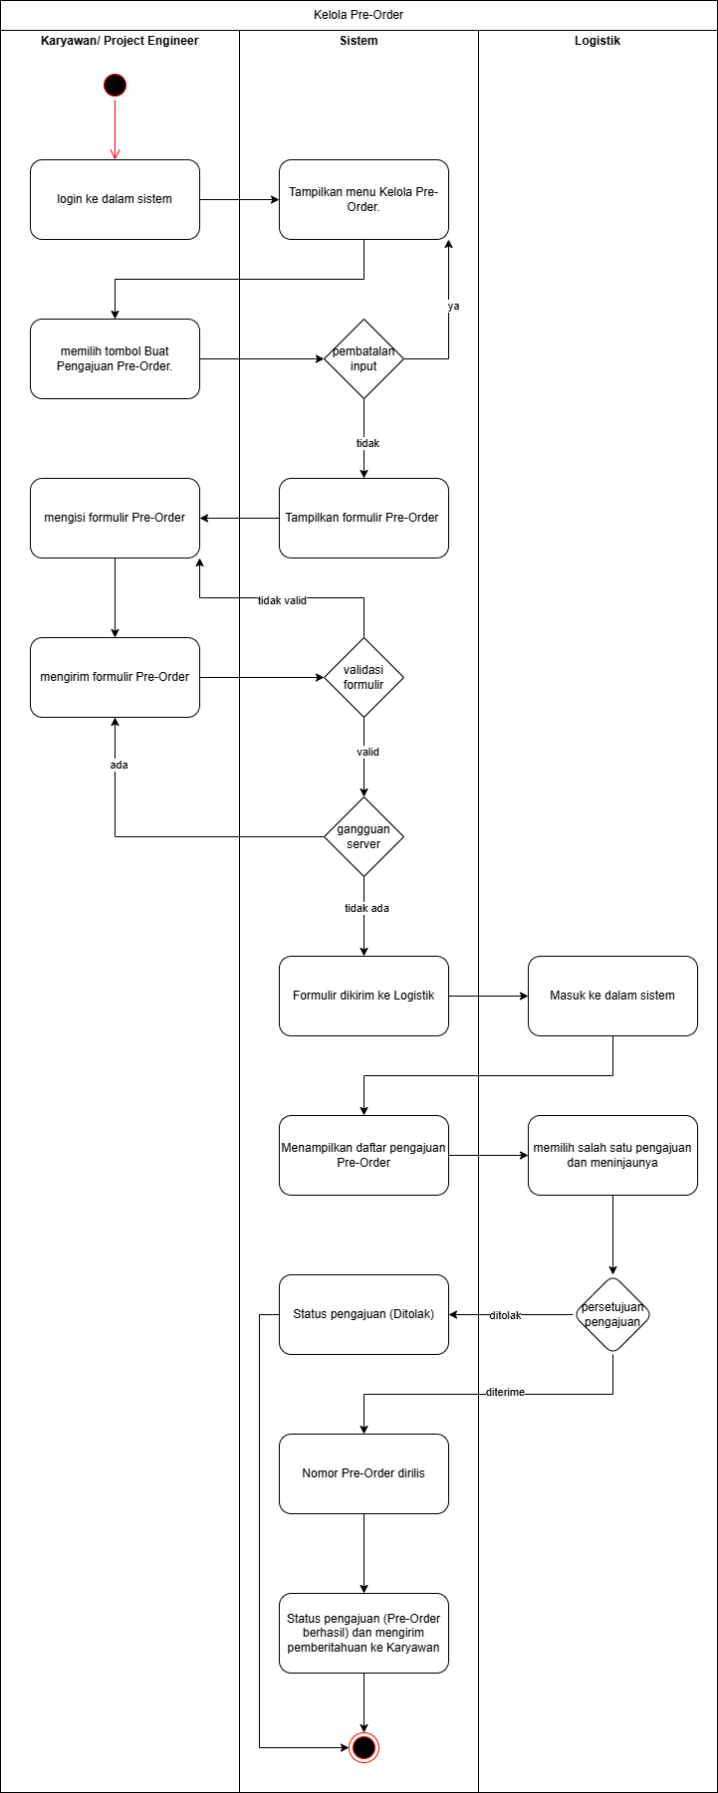 Kelola Pre-Order
Karyawan/ Project Engineer
Sistem
Logistik
login ke dalam sistem
Tampilkan menu Kelola Pre-
Order.
ya
memilih tombol Buat
Pengajuan Pre-Order.
pembatalan
input
tidak
mengisi formulir Pre-Order
Tampilkan formulir Pre-Order
tidak valid
mengirim formulir Pre-Order
validasi
formulir
valid
ada
gangguan
server
tidak ada
Formulir dikirim ke Logistik
Masuk ke dalam sistem
Menampilkan daftar pengajuan
Pre-Order
memilih salah satu pengajuan
dan meninjaunya
Status pengajuan (Ditolak)
ditolak
persetujuan
pengajuan
diterime
Nomor Pre-Order dirilis
Status pengajuan (Pre-Order
berhasil) dan mengirim
pemberitahuan ke Karyawan